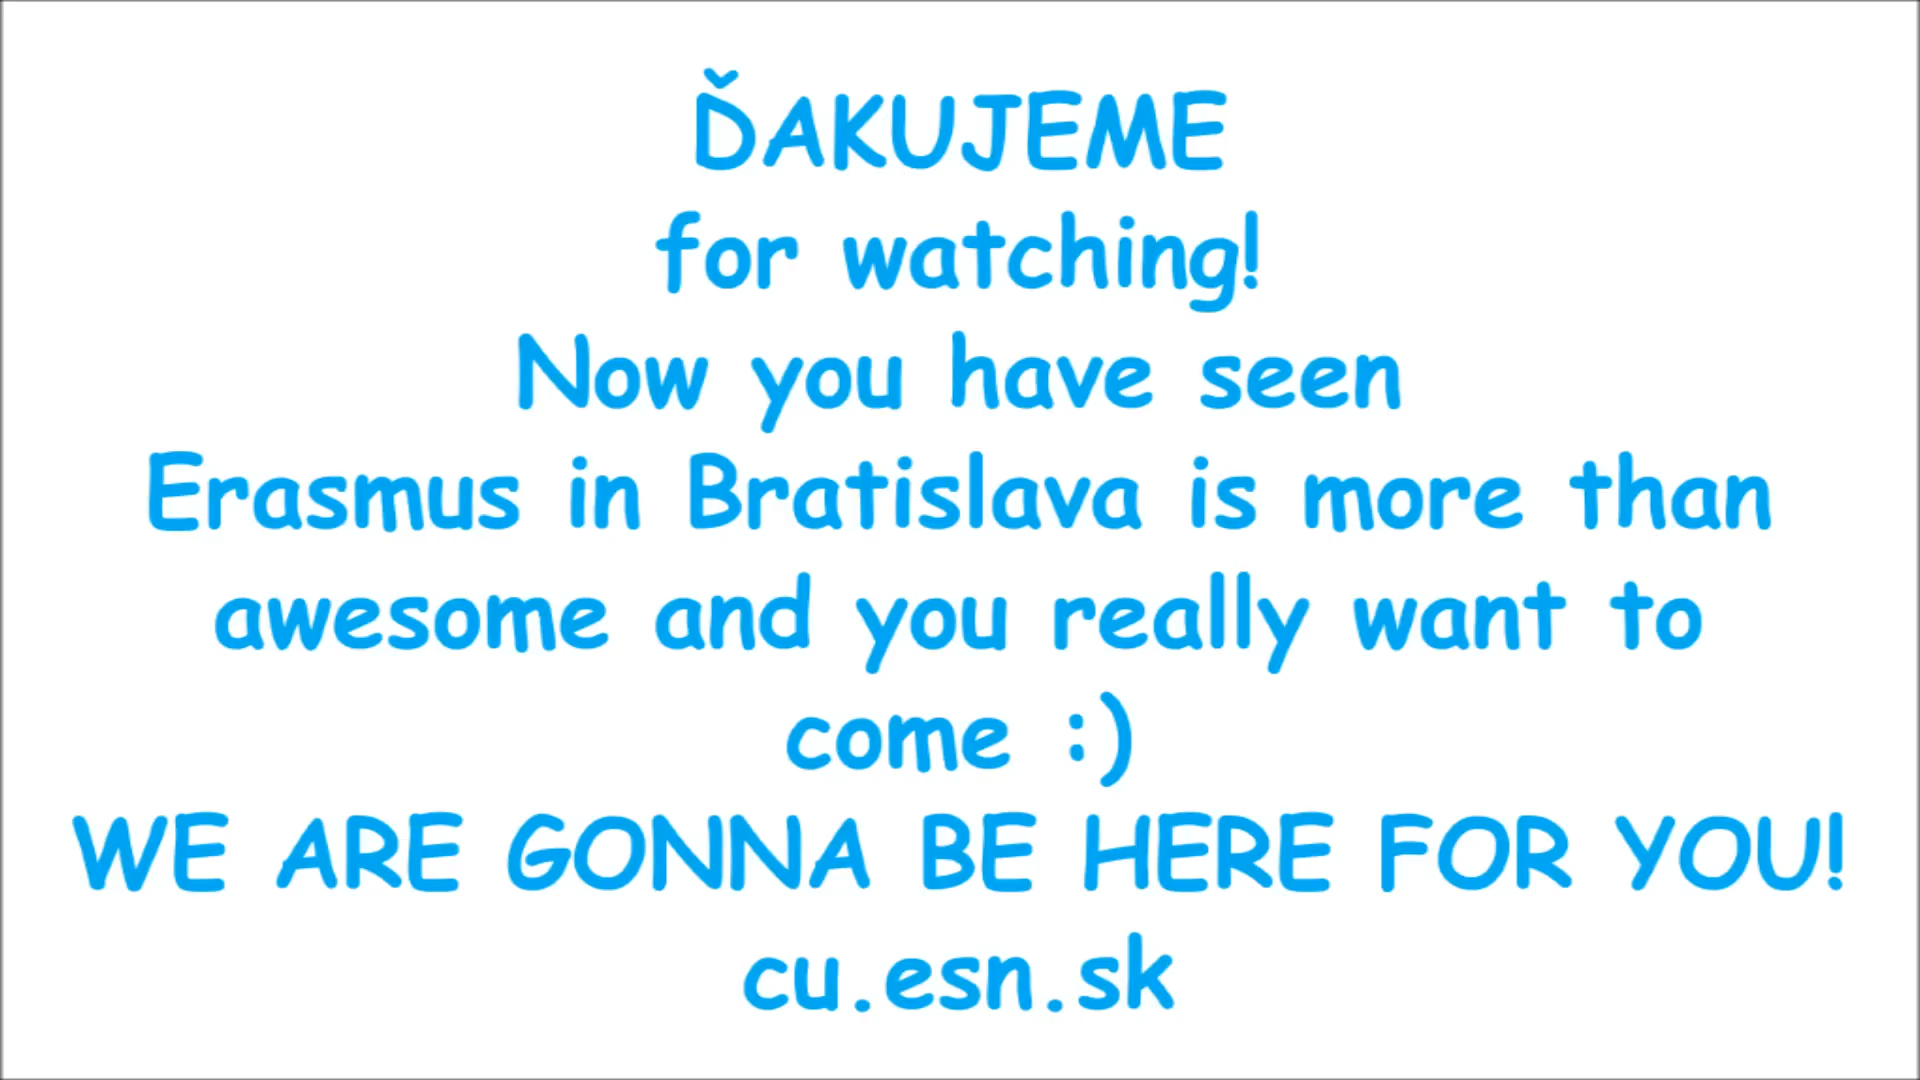 ĎAKUJEME
for watching!
Now you have seen
Erasmus in Bratislava is more than
awesome and you really want to
come :)
WE ARE GONNA BE HERE FOR YOU!
cu.esn.sk